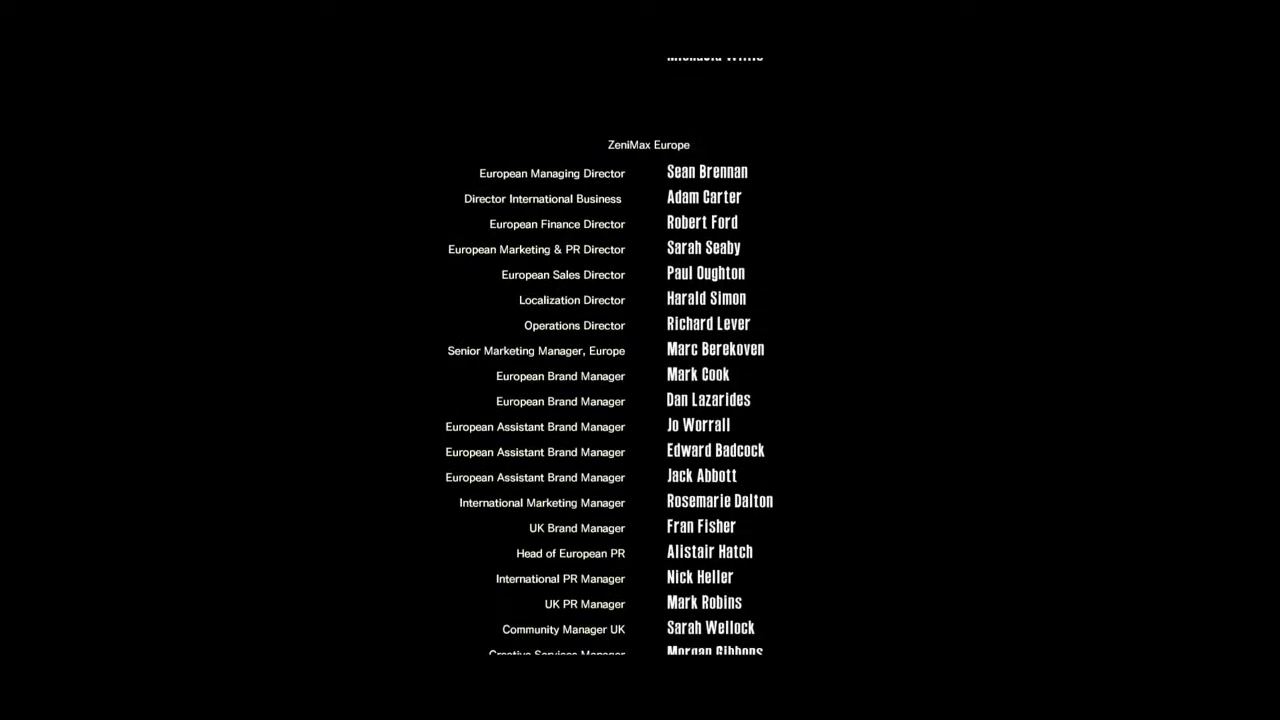 ZeniMax Europe
European Managing Director Sean Brennan
Director International Business Adam Carter
European Finance Director Robert Ford
European Marketing & PR Director Sarah Seaby
European Sales Director Paul Oughton
Localization Director Harald Simon
Operations Director Richard Lever
Senior Marketing Manager, Europe Marc Berekoven
European Brand Manager Mark Cook
European Brand Manager Dan Lazarides
European Assistant Brand Manager Jo Worrall
European Assistant Brand Manager Edward Badcock
European Assistant Brand Manager Jack Abbott
International Marketing Manager Rosemarie Dalton
UK Brand Manager Fran Fisher
Head of European PR Alistair Hatch
International PR Manager Nick Heller
UK PR Manager Mark Robins
Community Manager UK Sarah Wellock
Creative Services Manager Morgan Gibbons